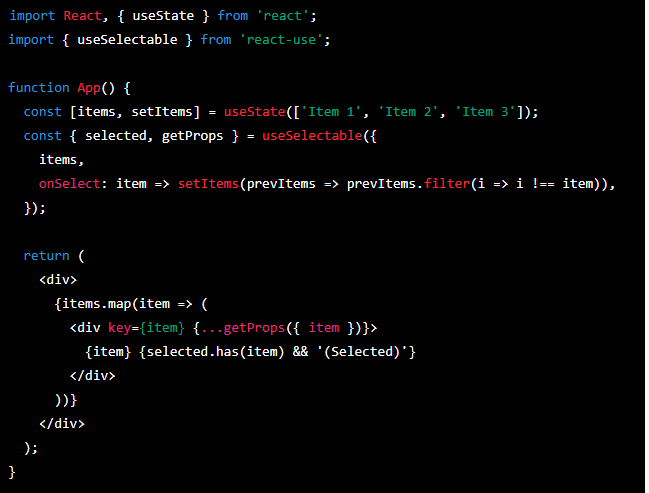 import React, { useState } from 'react';
import { useSelectable } from 'react-use';

function App() {
  const [items, setItems] = useState(['Item 1', 'Item 2', 'Item 3']);
  const { selected, getProps } = useSelectable({
    items,
    onSelect: item => setItems(prevItems => prevItems.filter(i => i !== item)),
  });

  return (
    <div>
      {items.map(item => (
        <div key={item} {...getProps({ item })}>
          {item} {selected.has(item) && '(Selected)'}
        </div>
      ))}
    </div>
  );
}